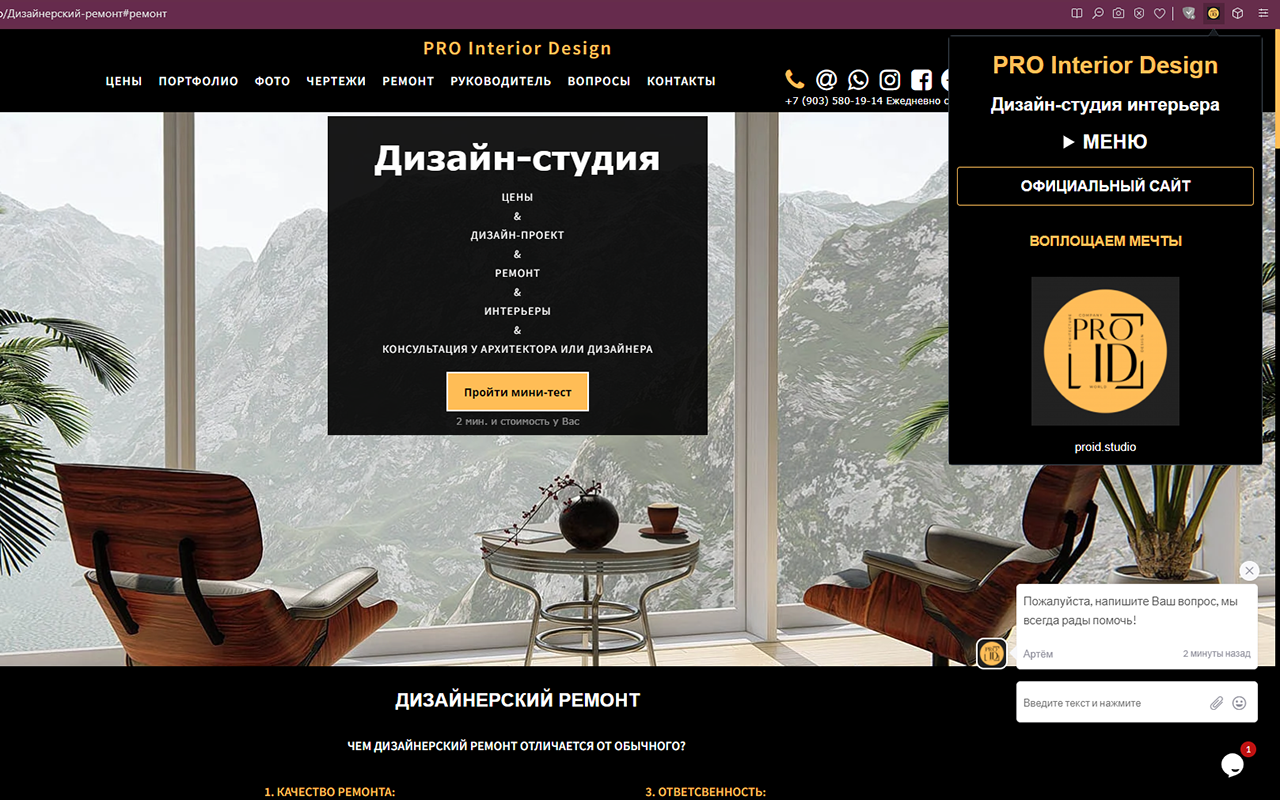 о/Дизайнерский-ремонт#ремонт
PRO Interior Design
ЦЕНЫ ПОРТФОЛИО ФОТО ЧЕРТЕЖИ РЕМОНТ РУКОВОДИТЕЛЬ ВОПРОСЫ КОНТАКТЫ
+7 (903) 580-19-14 Ежедневно с
Дизайн-студия
ЦЕНЫ
&
ДИЗАЙН-ПРОЕКТ
&
РЕМОНТ
&
ИНТЕРЬЕРЫ
&
КОНСУЛЬТАЦИЯ У АРХИТЕКТОРА ИЛИ ДИЗАЙНЕРА
Пройти мини-тест
2 мин. и стоимость у Вас
PRO Interior Design
Дизайн-студия интерьера
▶ МЕНЮ
ОФИЦИАЛЬНЫЙ САЙТ
ВОПЛОЩАЕМ МЕЧТЫ
COMPANY
PRO
ID
WORLD
proid.studio
Пожалуйста, напишите Ваш вопрос, мы
всегда рады помочь!
Артём 2 минуты назад
PRO
ID
Введите текст и нажмите
1
ДИЗАЙНЕРСКИЙ РЕМОНТ
ЧЕМ ДИЗАЙНЕРСКИЙ РЕМОНТ ОТЛИЧАЕТСЯ ОТ ОБЫЧНОГО?
1. КАЧЕСТВО РЕМОНТА: 3. ОТВЕТСВЕННОСТЬ: